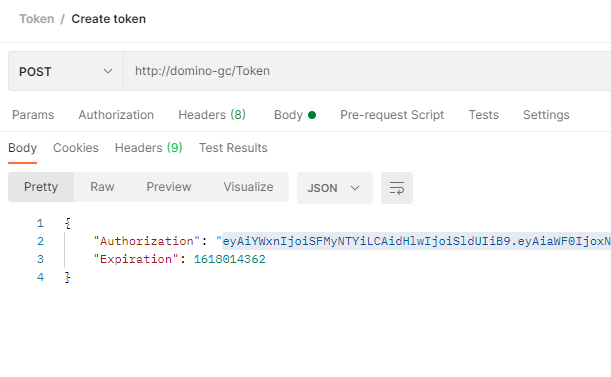 Token / Create token
POST http://domino-gc/Token
Params Authorization Headers (8) Body Pre-request Script Tests Settings
Body Cookies Headers (9) Test Results
Pretty Raw Preview Visualize JSON
1 {
2 "Authorization": "eyAiYWxnIjoiSFMyNTYiLCAidHlwIjoiSldUIiB9.eyAiaWF0IjoxN
3 "Expiration": 1618014362
4 }